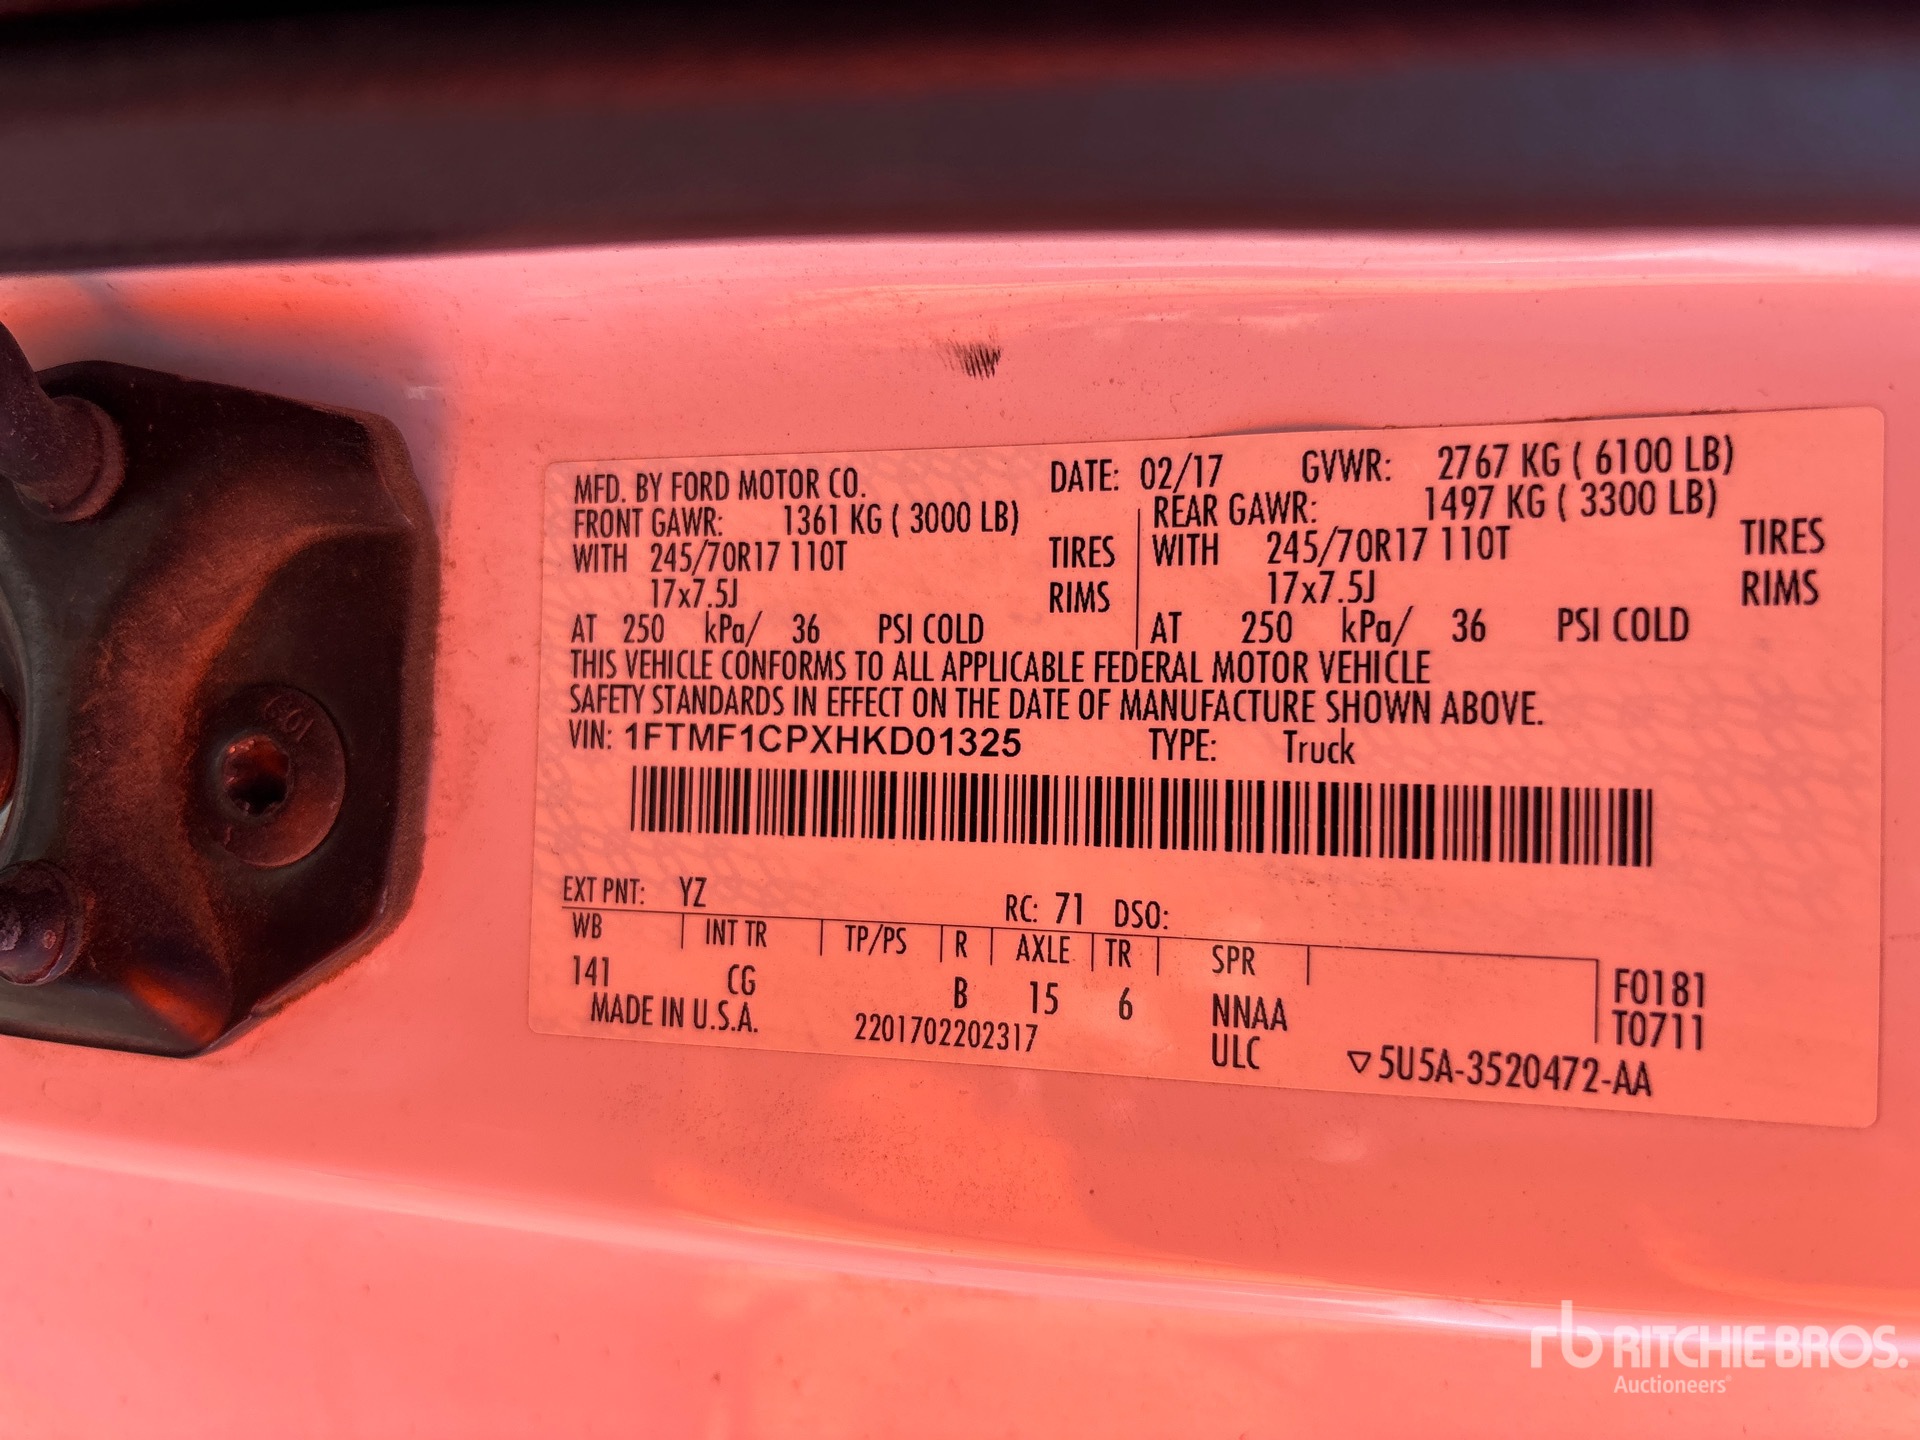 MFD. BY FORD MOTOR CO. DATE: 02/17 GVWR: 2767 KG ( 6100 LB)
FRONT GAWR: 1361 KG ( 3000 LB) REAR GAWR: 1497 KG ( 3300 LB)
WITH 245/70R17 110T TIRES WITH 245/70R17 110T TIRES
17x7.5J RIMS 17x7.5J RIMS
AT 250 kPa/ 36 PSI COLD AT 250 kPa/ 36 PSI COLD
THIS VEHICLE CONFORMS TO ALL APPLICABLE FEDERAL MOTOR VEHICLE
SAFETY STANDARDS IN EFFECT ON THE DATE OF MANUFACTURE SHOWN ABOVE.
VIN: 1FTMF1CPXHKD01325 TYPE: Truck
EXT PNT: YZ RC: 71 DSO:
WB INT TR TP/PS R AXLE TR SPR
141 CG B 15 6 NNAA F0181
MADE IN U.S.A. 2201702202317 ULC T0711
▽5U5A-3520472-AA
rb RITCHIE BROS.
Auctioneers